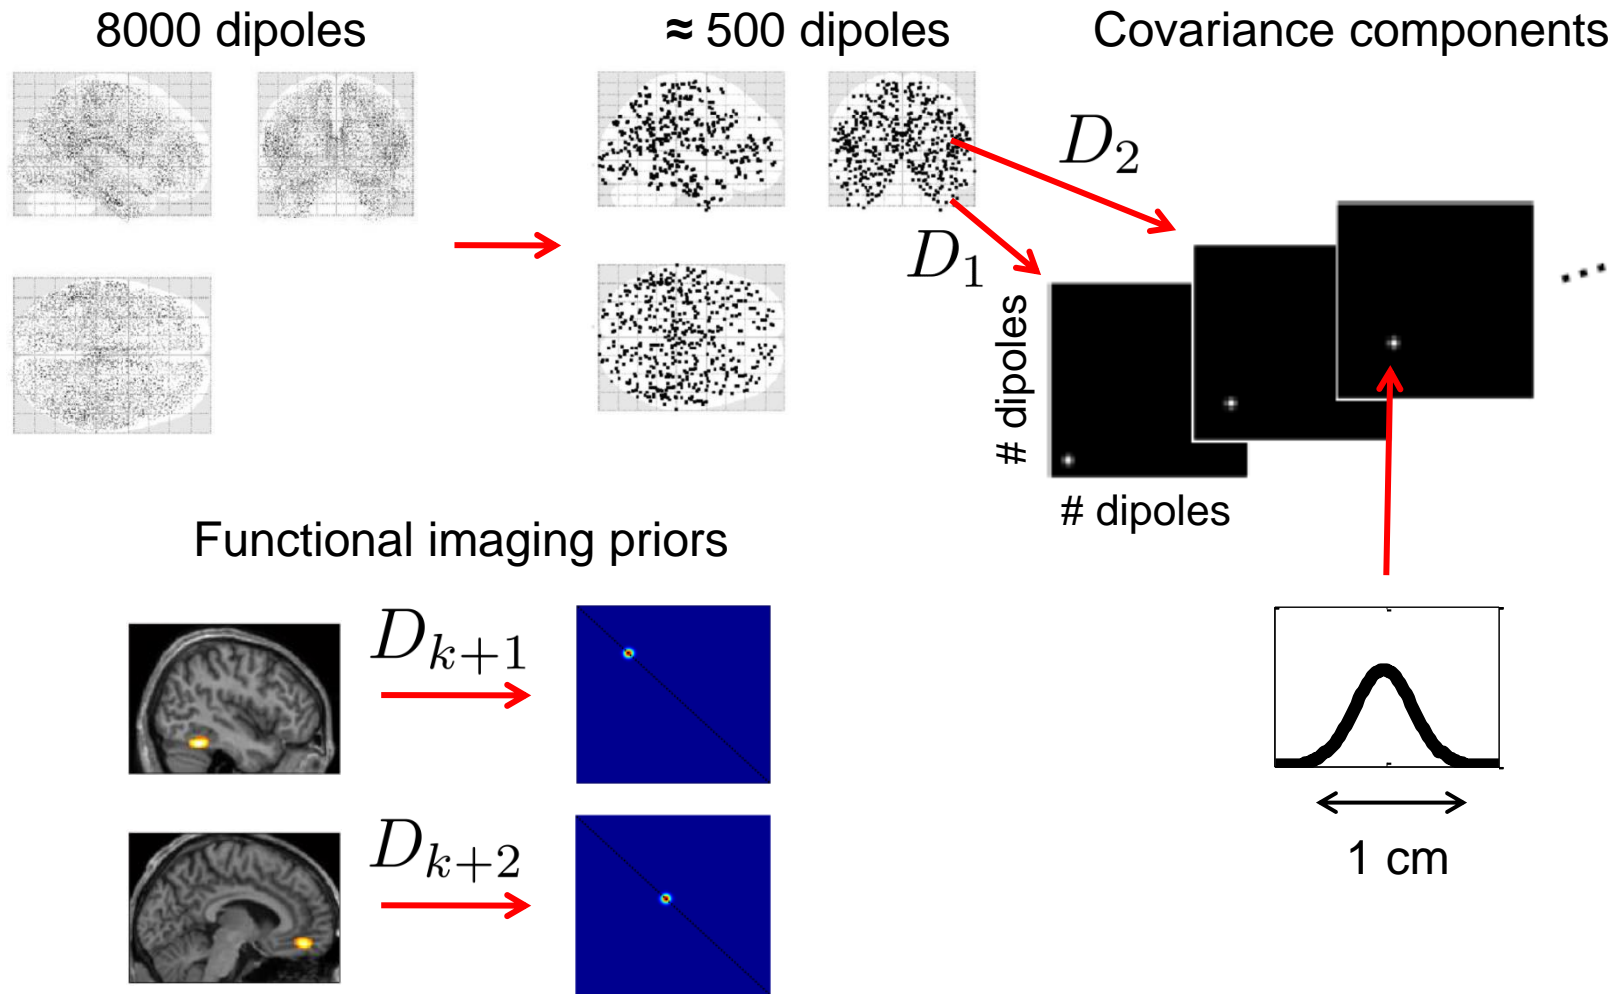 8000 dipoles
≈ 500 dipoles
Covariance components
D₂
D₁
# dipoles
# dipoles
Functional imaging priors
Dₖ₊₁
Dₖ₊₂
1 cm